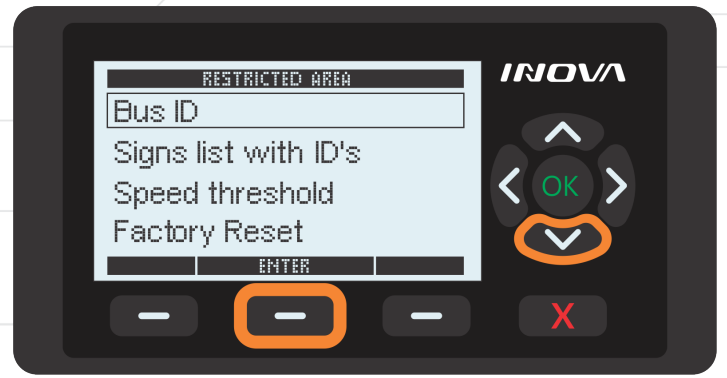 RESTRICTED AREA
INOVA
Bus ID
Signs list with ID's
Speed threshold
OK
Factory Reset
ENTER
X